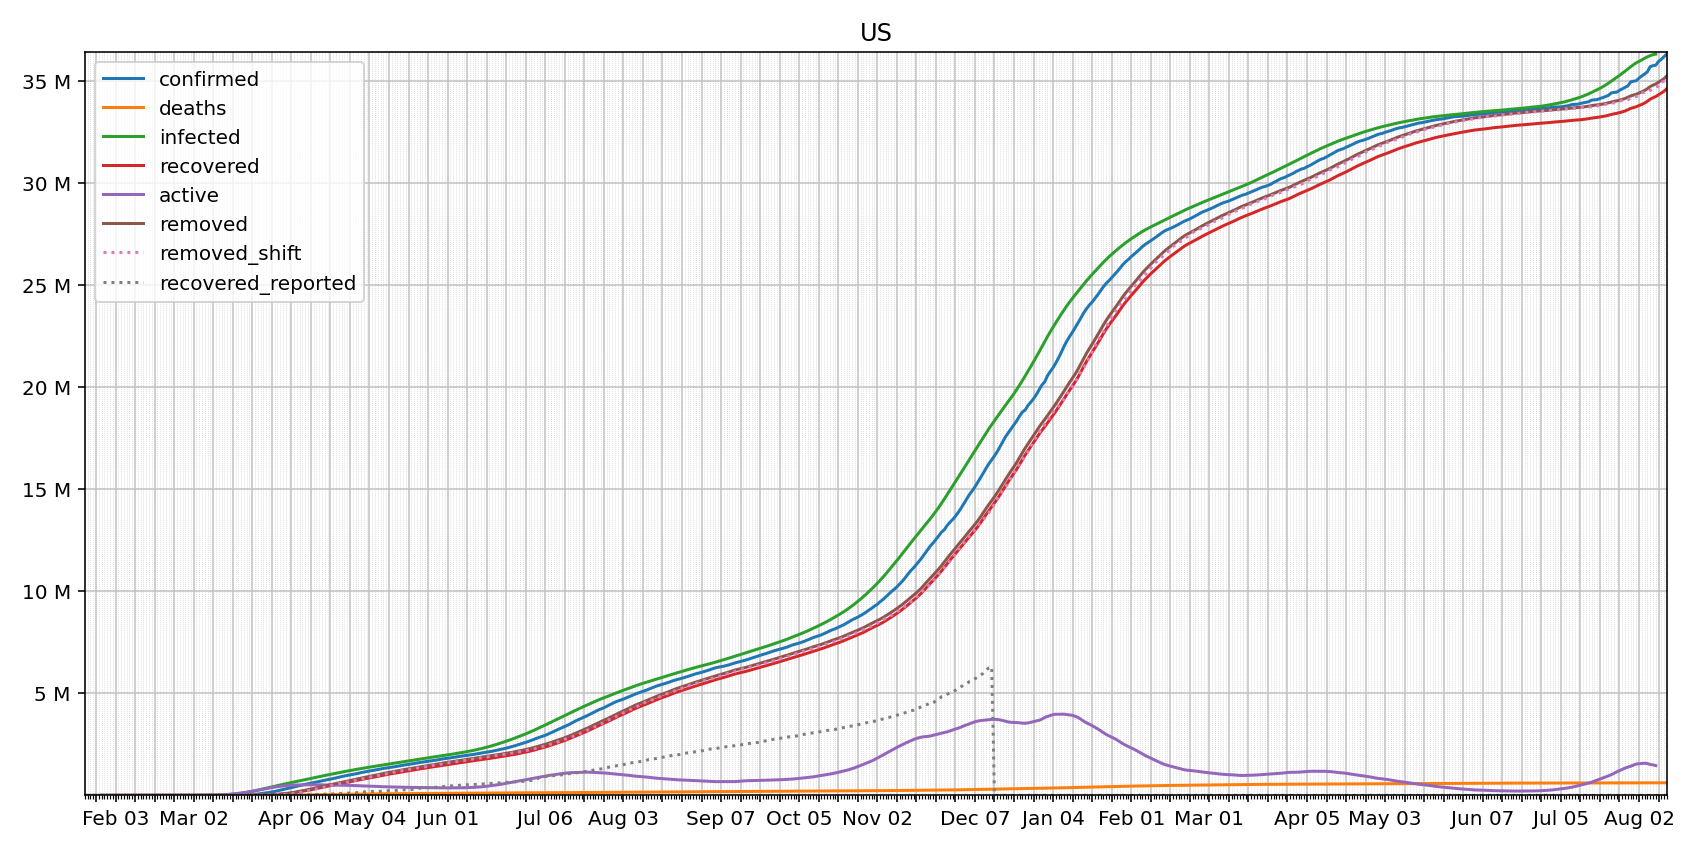 US
confirmed
deaths
infected
recovered
active
removed
removed_shift
recovered_reported
35 M
30 M
25 M
20 M
15 M
10 M
5 M
Feb 03 Mar 02 Apr 06 May 04 Jun 01 Jul 06 Aug 03 Sep 07 Oct 05 Nov 02 Dec 07 Jan 04 Feb 01 Mar 01 Apr 05 May 03 Jun 07 Jul 05 Aug 02